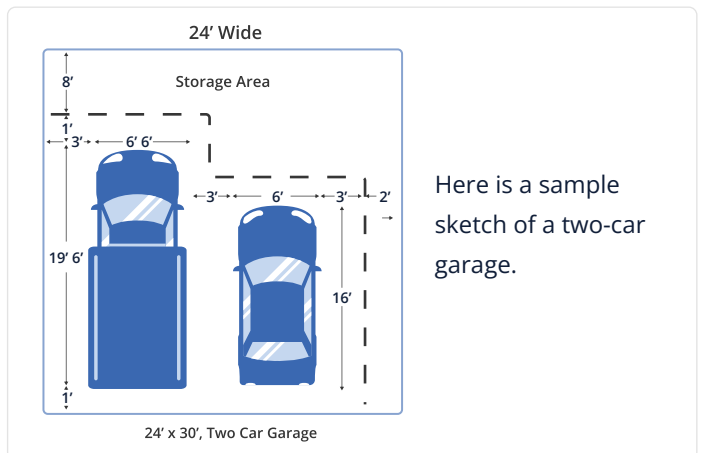 24’ Wide
8’
Storage Area
1’
3’ 6’ 6’
3’ 6’ 3’ 2’
Here is a sample
sketch of a two-car
garage.
19’ 6’
16’
1’
24’ x 30’, Two Car Garage